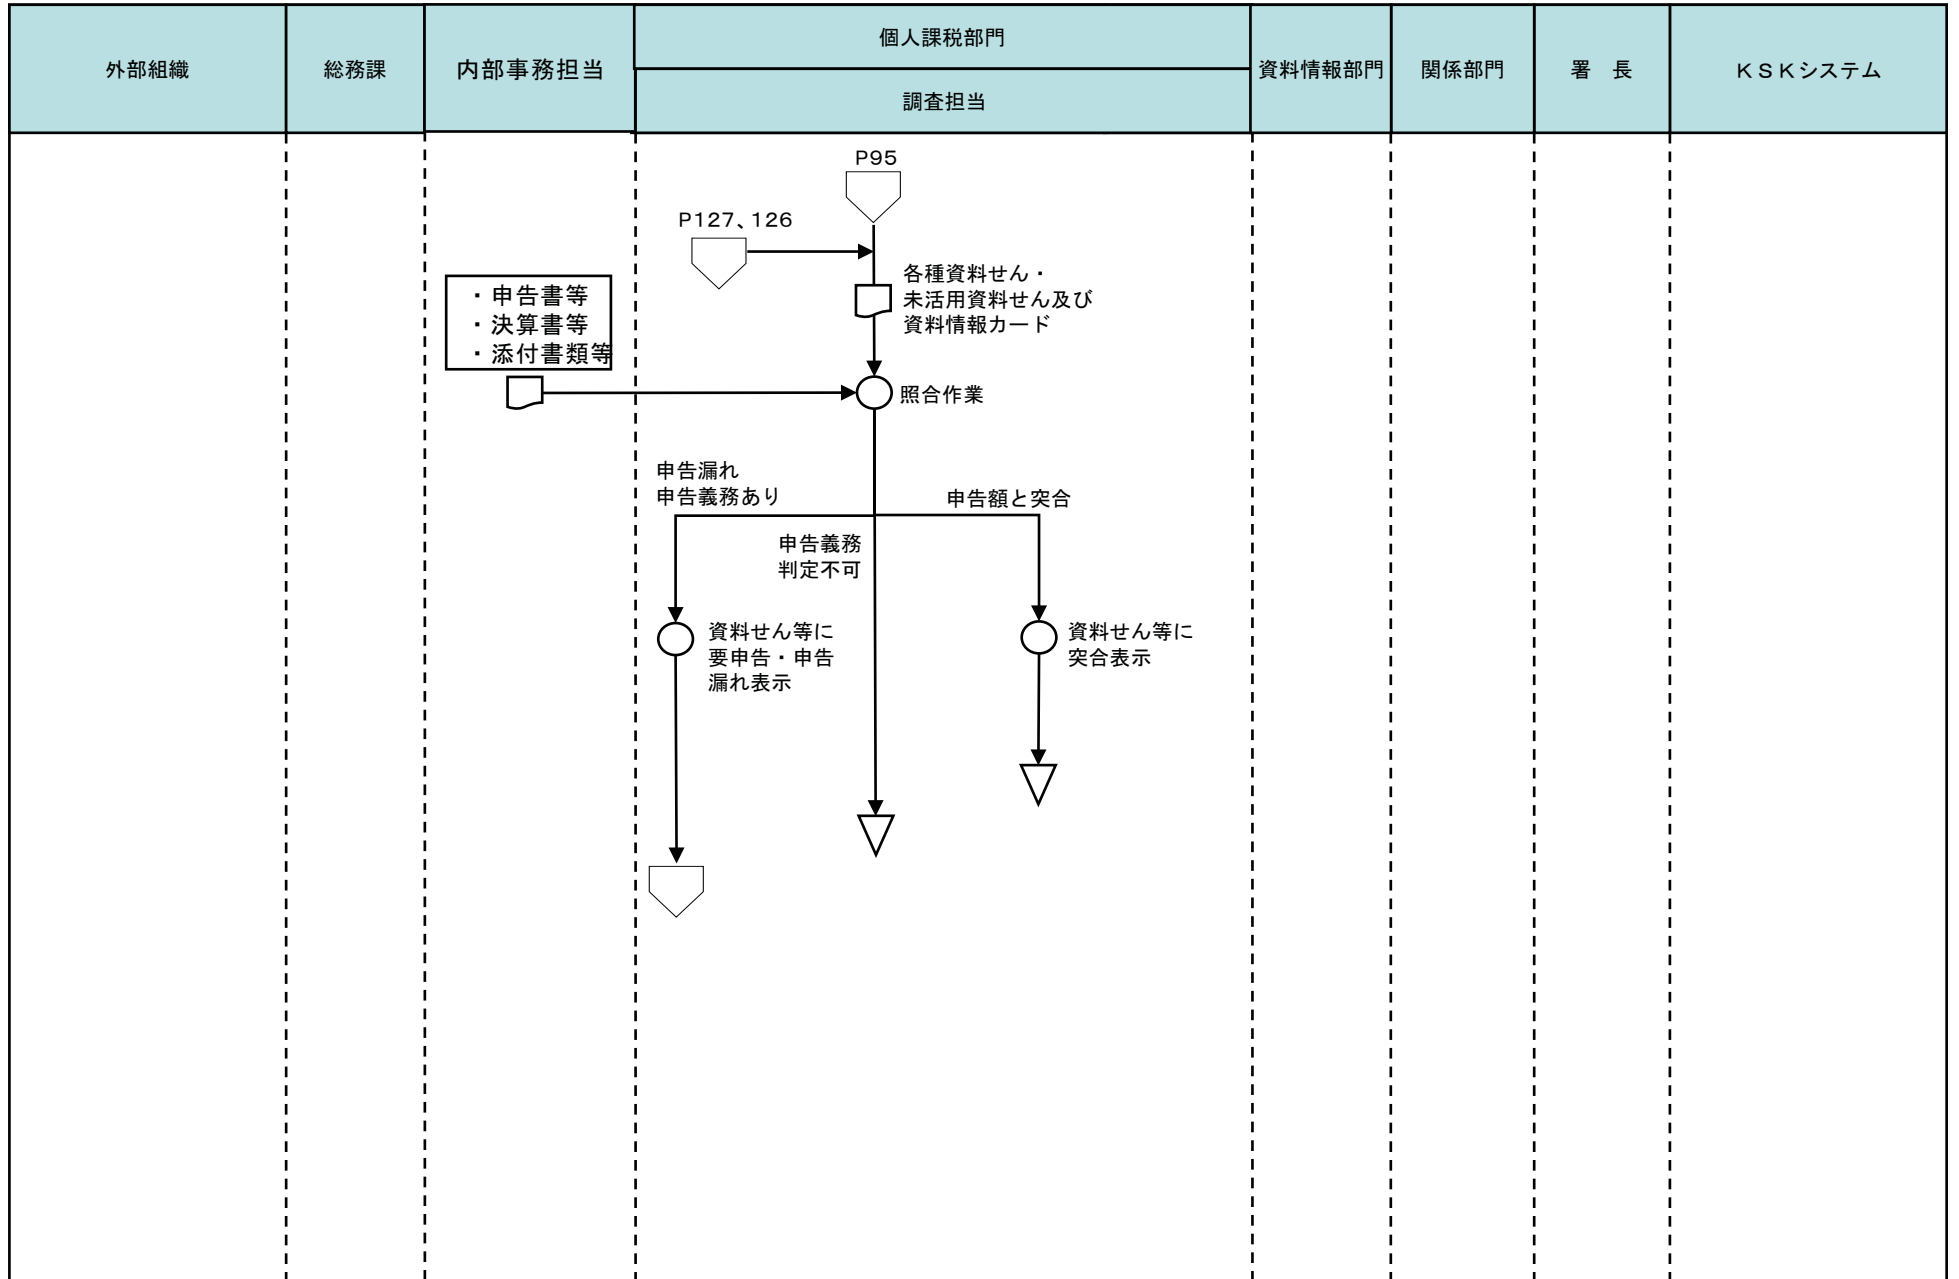 外部組織
総務課
内部事務担当
個人課税部門
調査担当
資料情報部門
関係部門
署　長
ＫＳＫシステム
P95
P127、126
各種資料せん・
未活用資料せん及び
資料情報カード
・申告書等
・決算書等
・添付書類等
照合作業
申告漏れ
申告義務あり
申告額と突合
申告義務
判定不可
資料せん等に
要申告・申告
漏れ表示
資料せん等に
突合表示